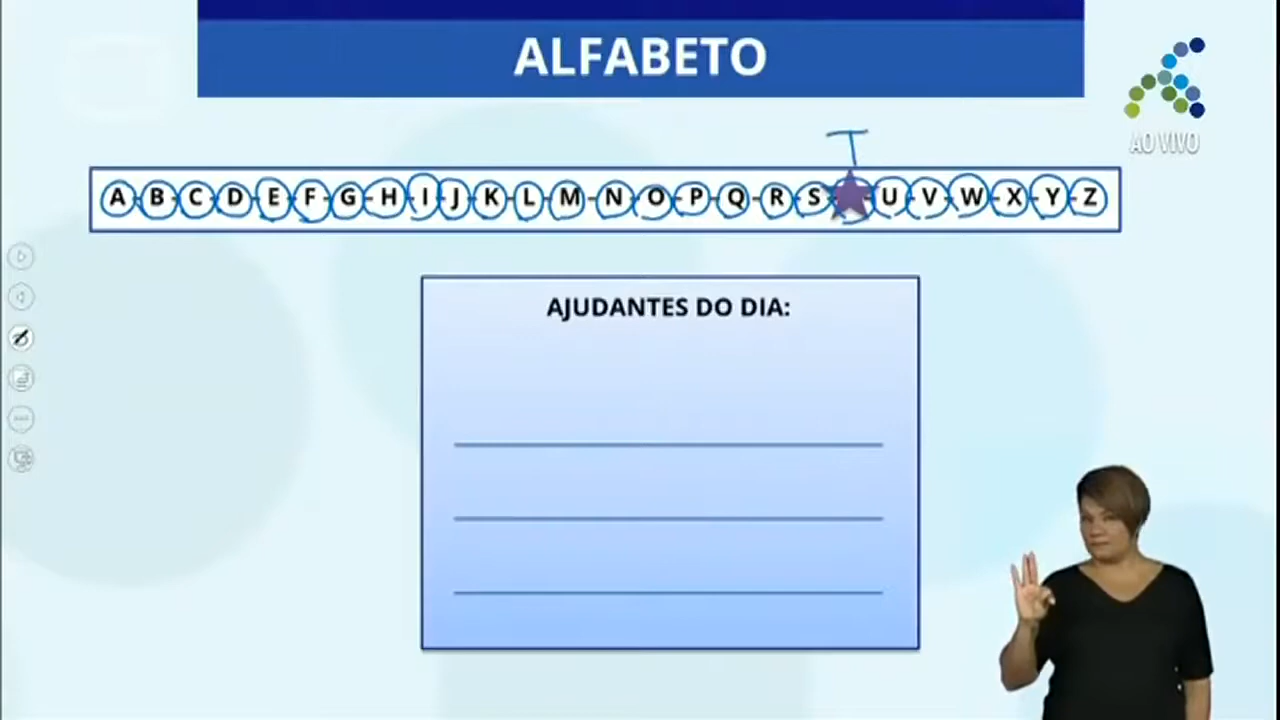 ALFABETO
AO VIVO
T
A-B-C-D-E-F-G-H-I-J-K-L-M-N-O-P-Q-R-S-★-U-V-W-X-Y-Z
AJUDANTES DO DIA: